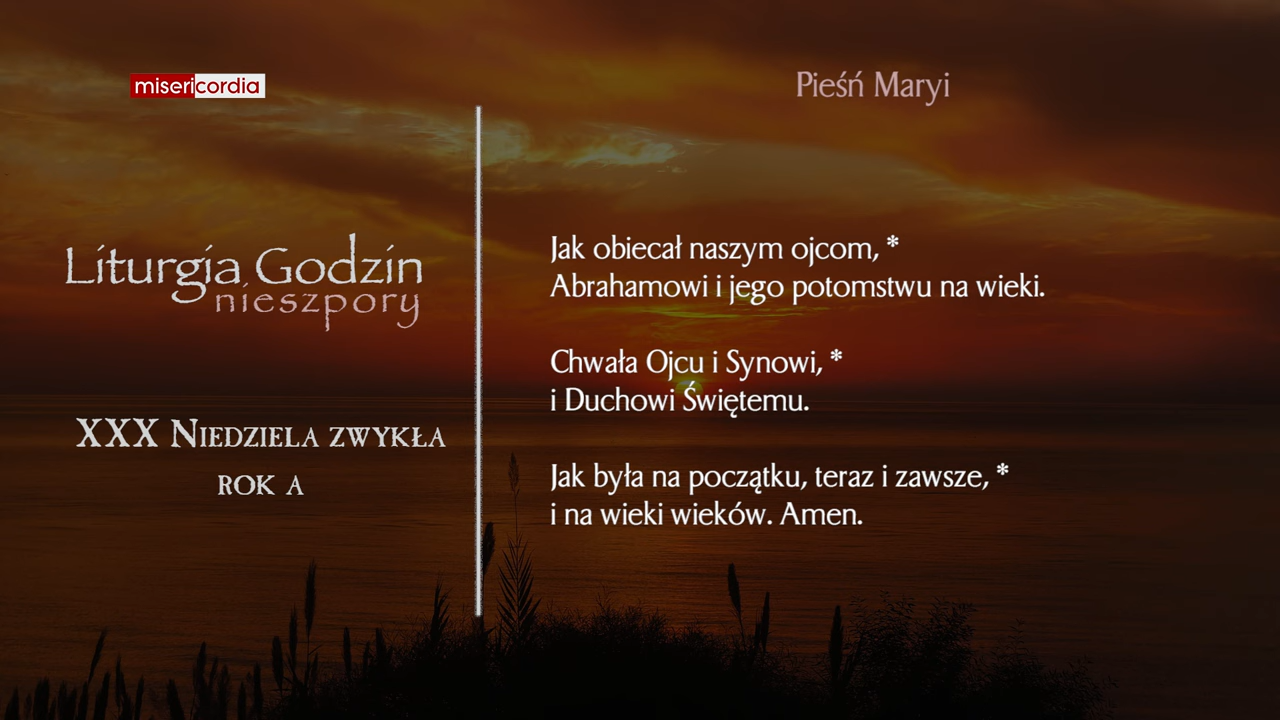 misericordia
Liturgia Godzin
nieszpory
XXX Niedziela zwykła
rok A
Pieśń Maryi
Jak obiecał naszym ojcom, *
Abrahamowi i jego potomstwu na wieki.
Chwała Ojcu i Synowi, *
i Duchowi Świętemu.
Jak była na początku, teraz i zawsze, *
i na wieki wieków. Amen.